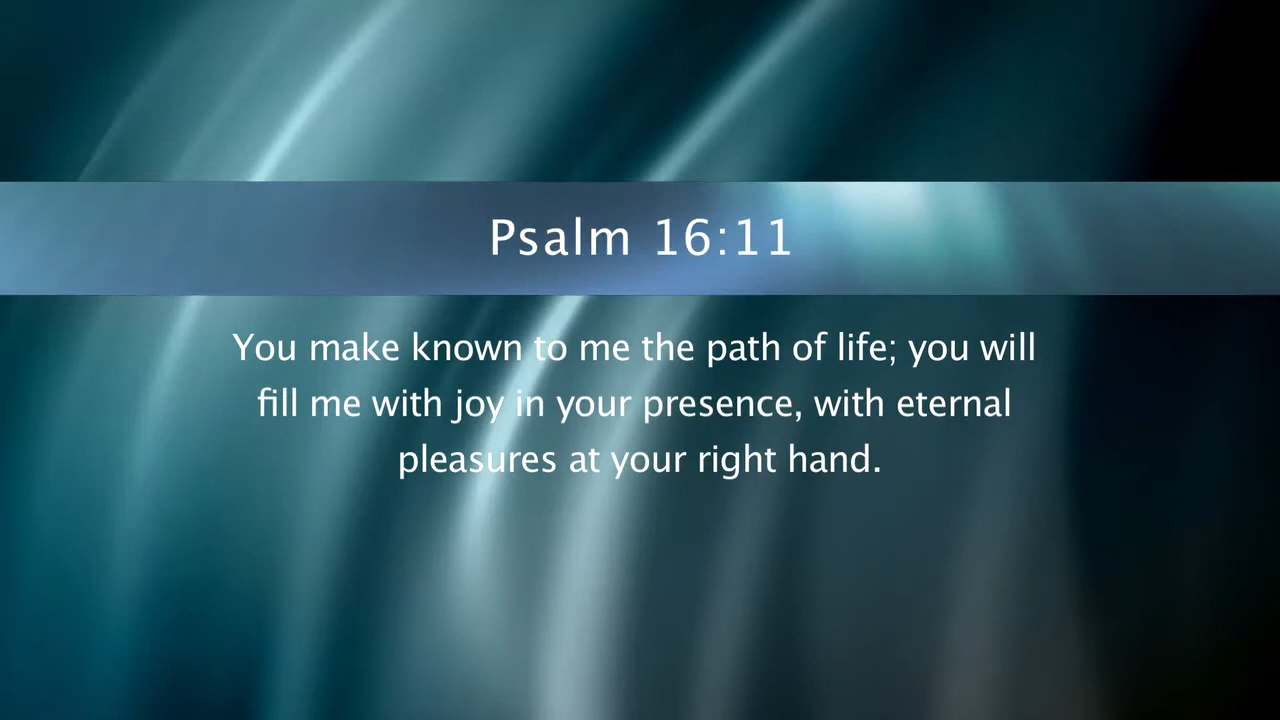 Psalm 16:11
You make known to me the path of life; you will
fill me with joy in your presence, with eternal
pleasures at your right hand.